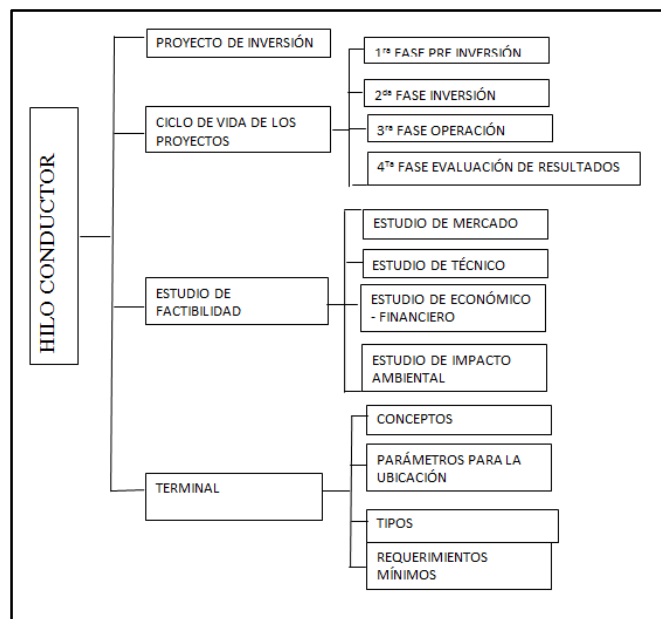 HILO CONDUCTOR
PROYECTO DE INVERSIÓN
CICLO DE VIDA DE LOS
PROYECTOS
1ra FASE PRE INVERSIÓN
2da FASE INVERSIÓN
3ra FASE OPERACIÓN
4Ta FASE EVALUACIÓN DE RESULTADOS
ESTUDIO DE
FACTIBILIDAD
ESTUDIO DE MERCADO
ESTUDIO DE TÉCNICO
ESTUDIO DE ECONÓMICO
- FINANCIERO
ESTUDIO DE IMPACTO
AMBIENTAL
TERMINAL
CONCEPTOS
PARÁMETROS PARA LA
UBICACIÓN
TIPOS
REQUERIMIENTOS
MÍNIMOS